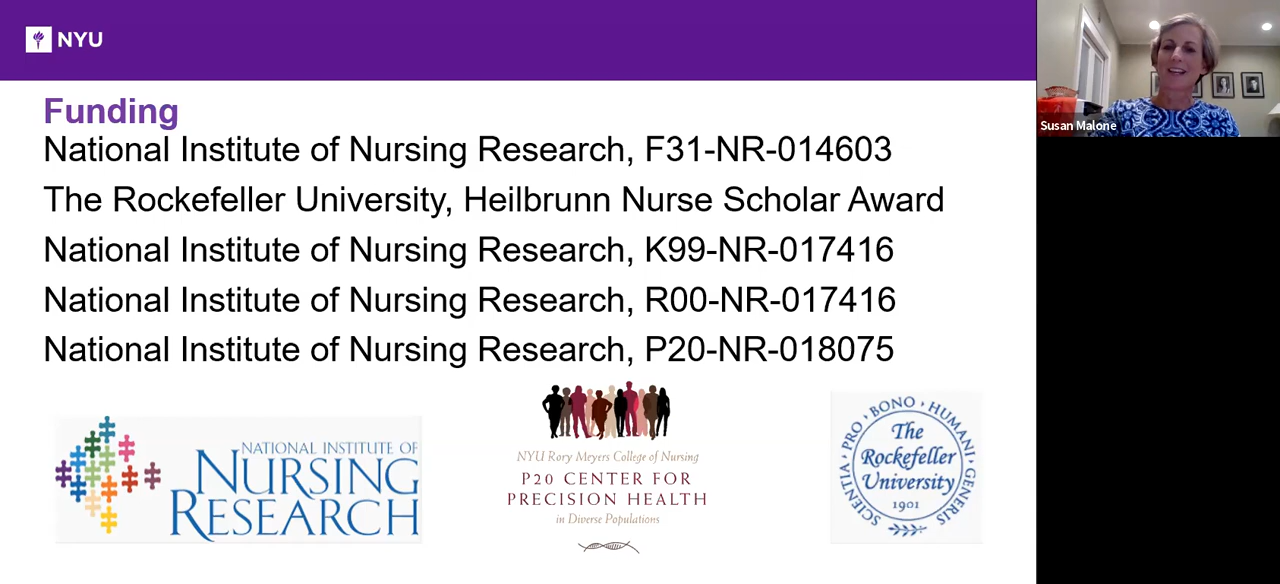 NYU
Funding
National Institute of Nursing Research, F31-NR-014603
The Rockefeller University, Heilbrunn Nurse Scholar Award
National Institute of Nursing Research, K99-NR-017416
National Institute of Nursing Research, R00-NR-017416
National Institute of Nursing Research, P20-NR-018075
NATIONAL INSTITUTE OF
NURSING
RESEARCH
NYU Rory Meyers College of Nursing
P20 CENTER FOR
PRECISION HEALTH
in Diverse Populations
SCIENTIA · PRO · BONO · HUMANI · GENERIS
The
Rockefeller
University
1901
Susan Malone